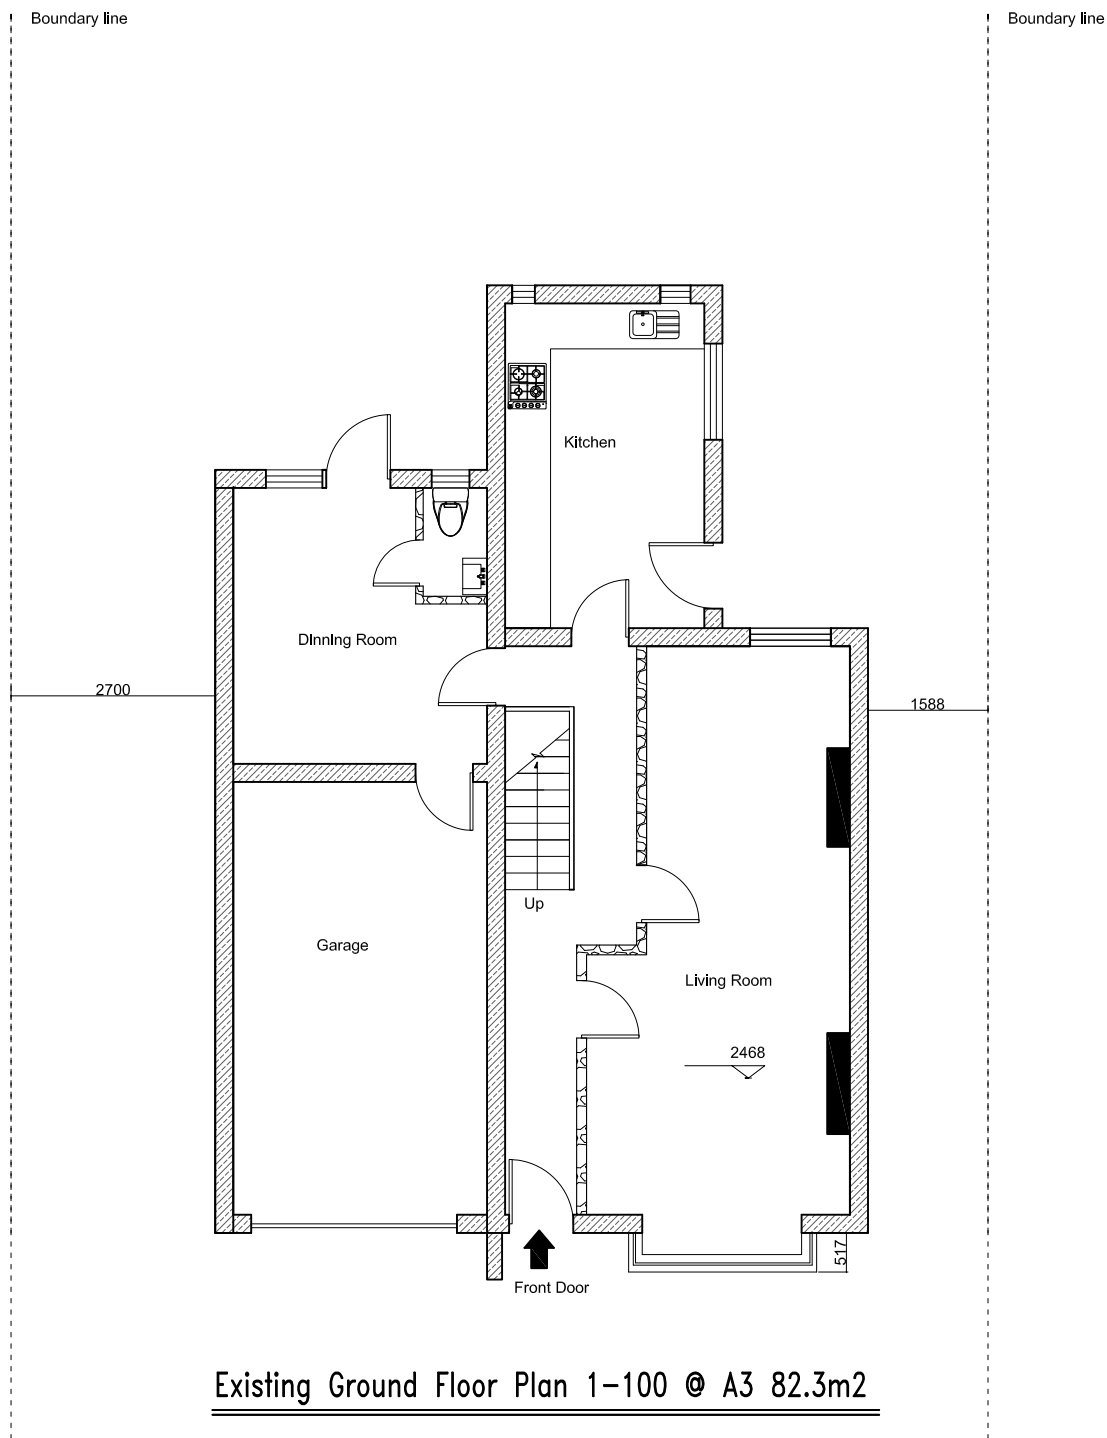 Boundary line
Boundary line
Kitchen
Dinning Room
2700
1588
Up
Garage
Living Room
2468
517
Front Door
Existing Ground Floor Plan 1-100 @ A3 82.3m2